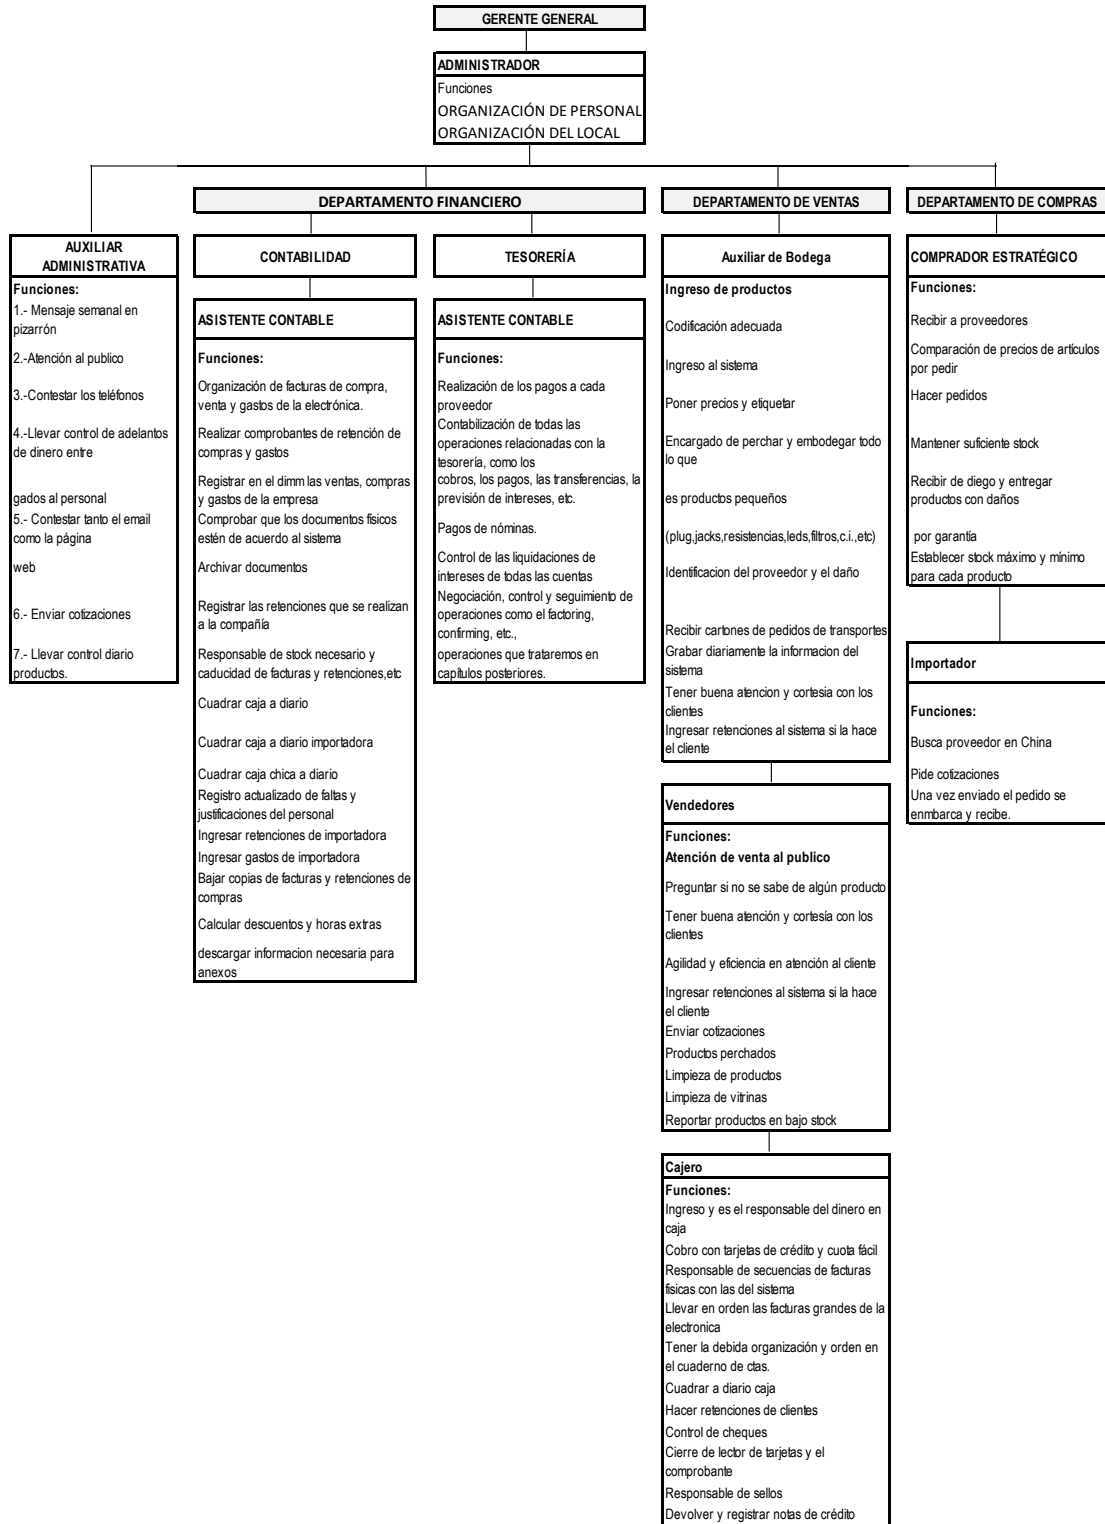 GERENTE GENERAL
ADMINISTRADOR
Funciones
ORGANIZACIÓN DE PERSONAL
ORGANIZACIÓN DEL LOCAL
DEPARTAMENTO FINANCIERO
DEPARTAMENTO DE VENTAS
DEPARTAMENTO DE COMPRAS
AUXILIAR
ADMINISTRATIVA
Funciones:
1.- Mensaje semanal en
pizarrón
2.-Atención al publico
3.-Contestar los teléfonos
4.-Llevar control de adelantos
de dinero entre
gados al personal
5.- Contestar tanto el email
como la página
web
6.- Enviar cotizaciones
7.- Llevar control diario
productos.
CONTABILIDAD
ASISTENTE CONTABLE
Funciones:
Organización de facturas de compra,
venta y gastos de la electrónica.
Realizar comprobantes de retención de
compras y gastos
Registrar en el dimm las ventas, compras
y gastos de la empresa
Comprobar que los documentos físicos
estén de acuerdo al sistema
Archivar documentos
Registrar las retenciones que se realizan
a la compañía
Responsable de stock necesario y
caducidad de facturas y retenciones,etc
Cuadrar caja a diario
Cuadrar caja a diario importadora
Cuadrar caja chica a diario
Registro actualizado de faltas y
justificaciones del personal
Ingresar retenciones de importadora
Ingresar gastos de importadora
Bajar copias de facturas y retenciones de
compras
Calcular descuentos y horas extras
descargar informacion necesaria para
anexos
TESORERÍA
ASISTENTE CONTABLE
Funciones:
Realización de los pagos a cada
proveedor
Contabilización de todas las
operaciones relacionadas con la
tesorería, como los
cobros, los pagos, las transferencias, la
previsión de intereses, etc.
Pagos de nóminas.
Control de las liquidaciones de
intereses de todas las cuentas
Negociación, control y seguimiento de
operaciones como el factoring,
confirming, etc.,
operaciones que trataremos en
capítulos posteriores.
Auxiliar de Bodega
Ingreso de productos
Codificación adecuada
Ingreso al sistema
Poner precios y etiquetar
Encargado de perchar y embodegar todo
lo que
es productos pequeños
(plug,jacks,resistencias,leds,filtros,c.i.,etc)
Identificacion del proveedor y el daño
Recibir cartones de pedidos de transportes
Grabar diariamente la informacion del
sistema
Tener buena atencion y cortesia con los
clientes
Ingresar retenciones al sistema si la hace
el cliente
Vendedores
Funciones:
Atención de venta al publico
Preguntar si no se sabe de algún producto
Tener buena atención y cortesía con los
clientes
Agilidad y eficiencia en atención al cliente
Ingresar retenciones al sistema si la hace
el cliente
Enviar cotizaciones
Productos perchados
Limpieza de productos
Limpieza de vitrinas
Reportar productos en bajo stock
Cajero
Funciones:
Ingreso y es el responsable del dinero en
caja
Cobro con tarjetas de crédito y cuota fácil
Responsable de secuencias de facturas
fisicas con las del sistema
Llevar en orden las facturas grandes de la
electronica
Tener la debida organización y orden en
el cuaderno de ctas.
Cuadrar a diario caja
Hacer retenciones de clientes
Control de cheques
Cierre de lector de tarjetas y el
comprobante
Responsable de sellos
Devolver y registrar notas de crédito
COMPRADOR ESTRATÉGICO
Funciones:
Recibir a proveedores
Comparación de precios de artículos
por pedir
Hacer pedidos
Mantener suficiente stock
Recibir de diego y entregar
productos con daños
por garantía
Establecer stock máximo y mínimo
para cada producto
Importador
Funciones:
Busca proveedor en China
Pide cotizaciones
Una vez enviado el pedido se
enmbarca y recibe.